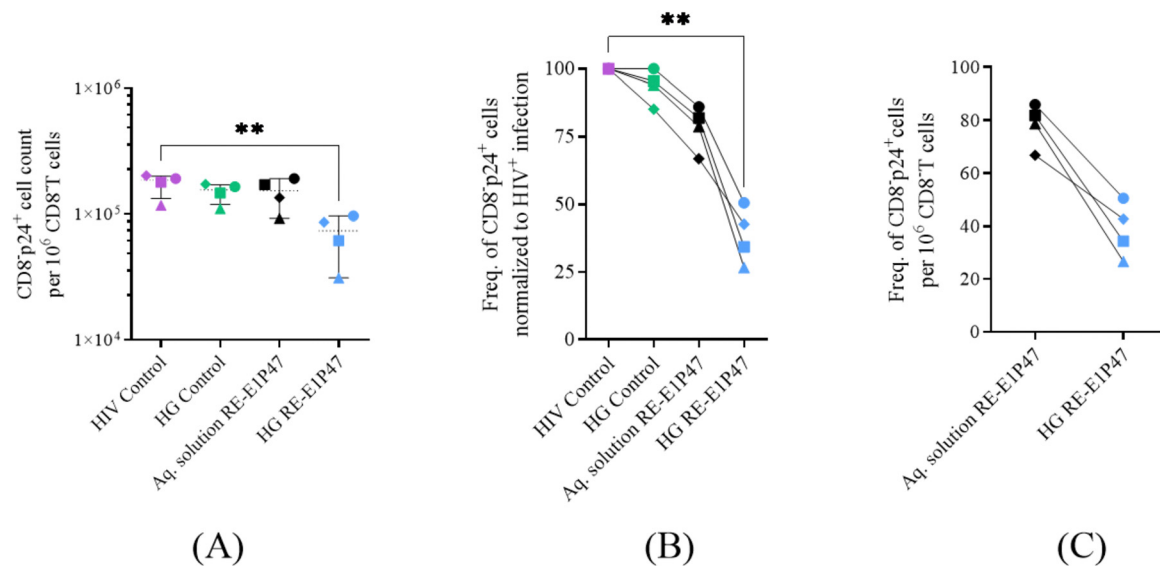 CD8⁻p24⁺ cell count
per 10⁶ CD8⁻T cells
1×10⁶
1×10⁵
1×10⁴
**
HIV Control
HG Control
Aq. solution RE-E1P47
HG RE-E1P47
(A)
Freq. of CD8⁻p24⁺ cells
normalized to HIV⁺ infection
100
75
50
25
0
**
HIV Control
HG Control
Aq. solution RE-E1P47
HG RE-E1P47
(B)
Freq. of CD8⁻p24⁺cells
per 10⁶ CD8⁻T cells
100
80
60
40
20
0
Aq. solution RE-E1P47
HG RE-E1P47
(C)